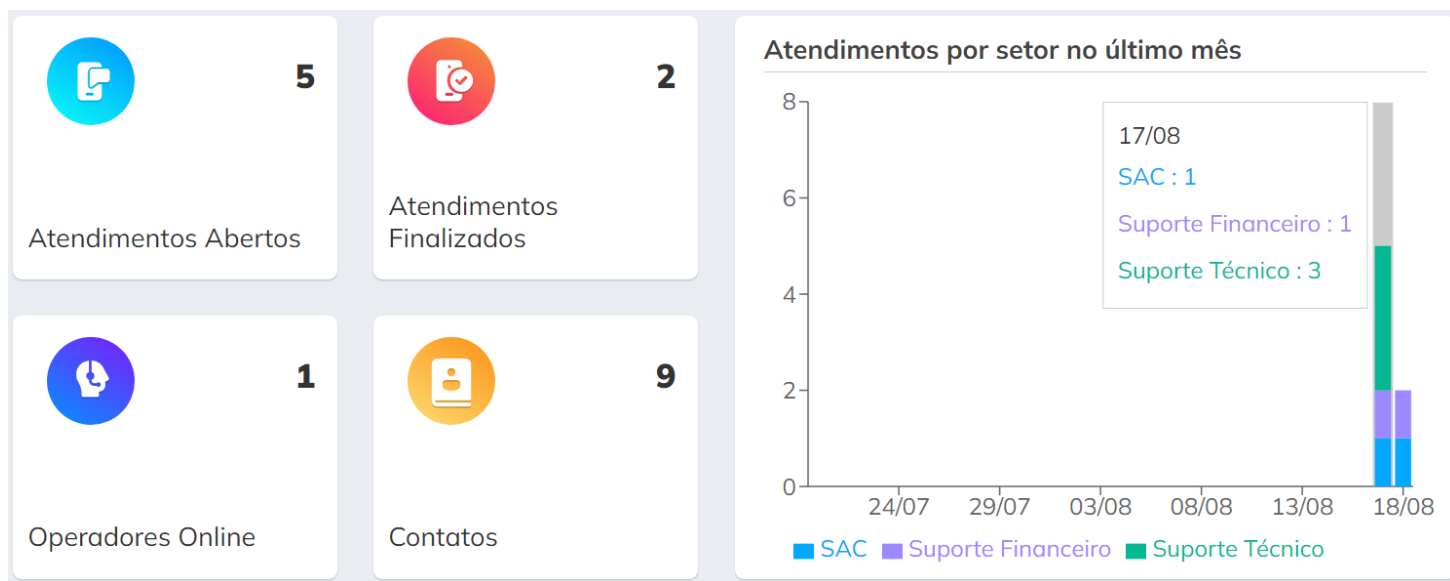 5
Atendimentos Abertos
2
Atendimentos
Finalizados
1
Operadores Online
9
Contatos
Atendimentos por setor no último mês
8
6
4
2
0
17/08
SAC : 1
Suporte Financeiro : 1
Suporte Técnico : 3
24/07 29/07 03/08 08/08 13/08 18/08
SAC Suporte Financeiro Suporte Técnico